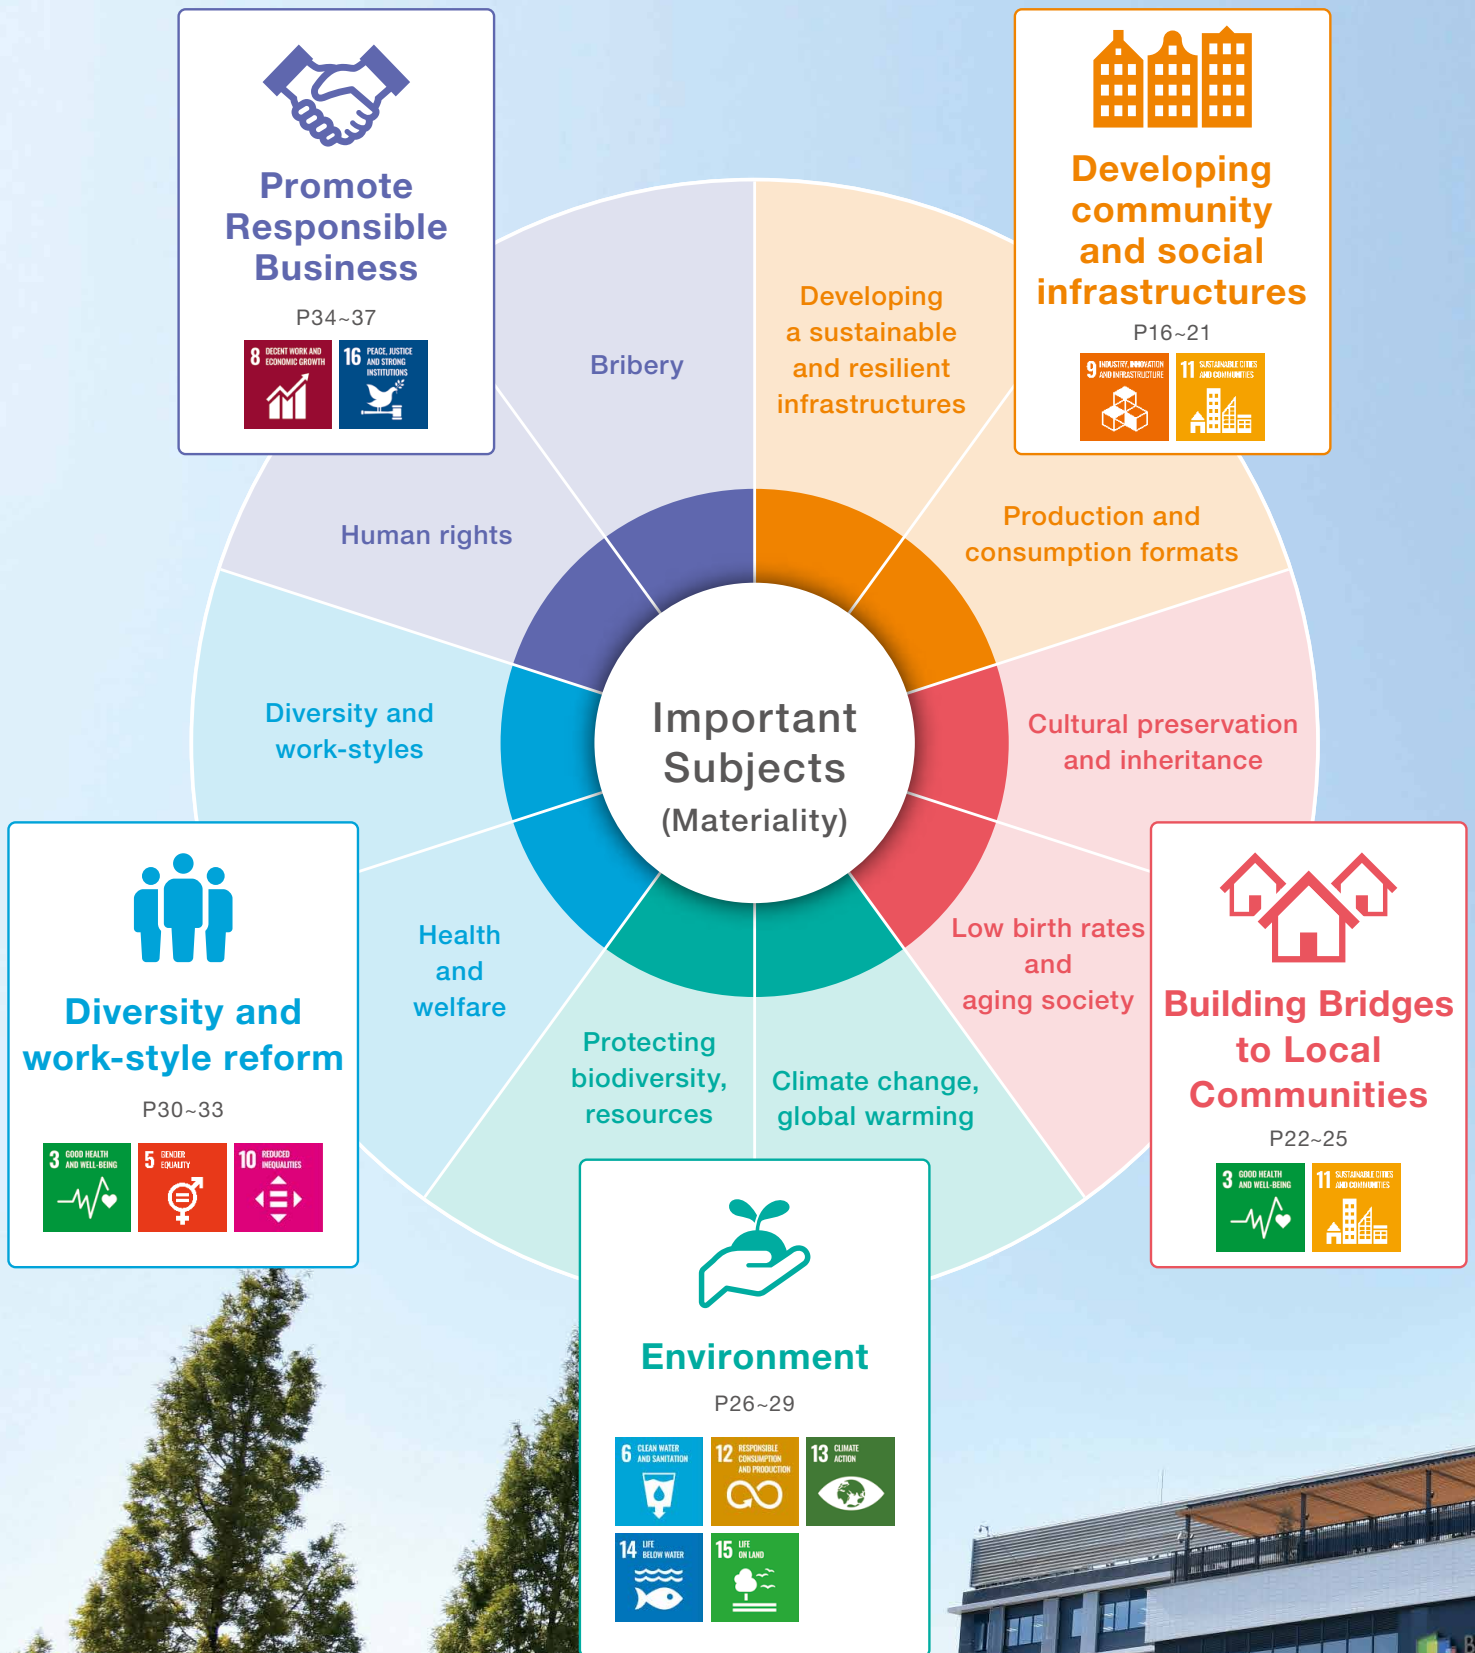 Promote
Responsible
Business
P34~37
8 DECENT WORK AND
ECONOMIC GROWTH
16 PEACE, JUSTICE
AND STRONG
INSTITUTIONS
Developing
community
and social
infrastructures
P16~21
9 INDUSTRY, INNOVATION
AND INFRASTRUCTURE
11 SUSTAINABLE CITIES
AND COMMUNITIES
Bribery
Developing
a sustainable
and resilient
infrastructures
Human rights
Production and
consumption formats
Diversity and
work-styles
Important
Subjects
(Materiality)
Cultural preservation
and inheritance
Health
and
welfare
Low birth rates
and
aging society
Protecting
biodiversity,
resources
Climate change,
global warming
Diversity and
work-style reform
P30~33
3 GOOD HEALTH
AND WELL-BEING
5 GENDER
EQUALITY
10 REDUCED
INEQUALITIES
Building Bridges
to Local
Communities
P22~25
3 GOOD HEALTH
AND WELL-BEING
11 SUSTAINABLE CITIES
AND COMMUNITIES
Environment
P26~29
6 CLEAN WATER
AND SANITATION
12 RESPONSIBLE
CONSUMPTION
AND PRODUCTION
13 CLIMATE
ACTION
14 LIFE
BELOW WATER
15 LIFE
ON LAND